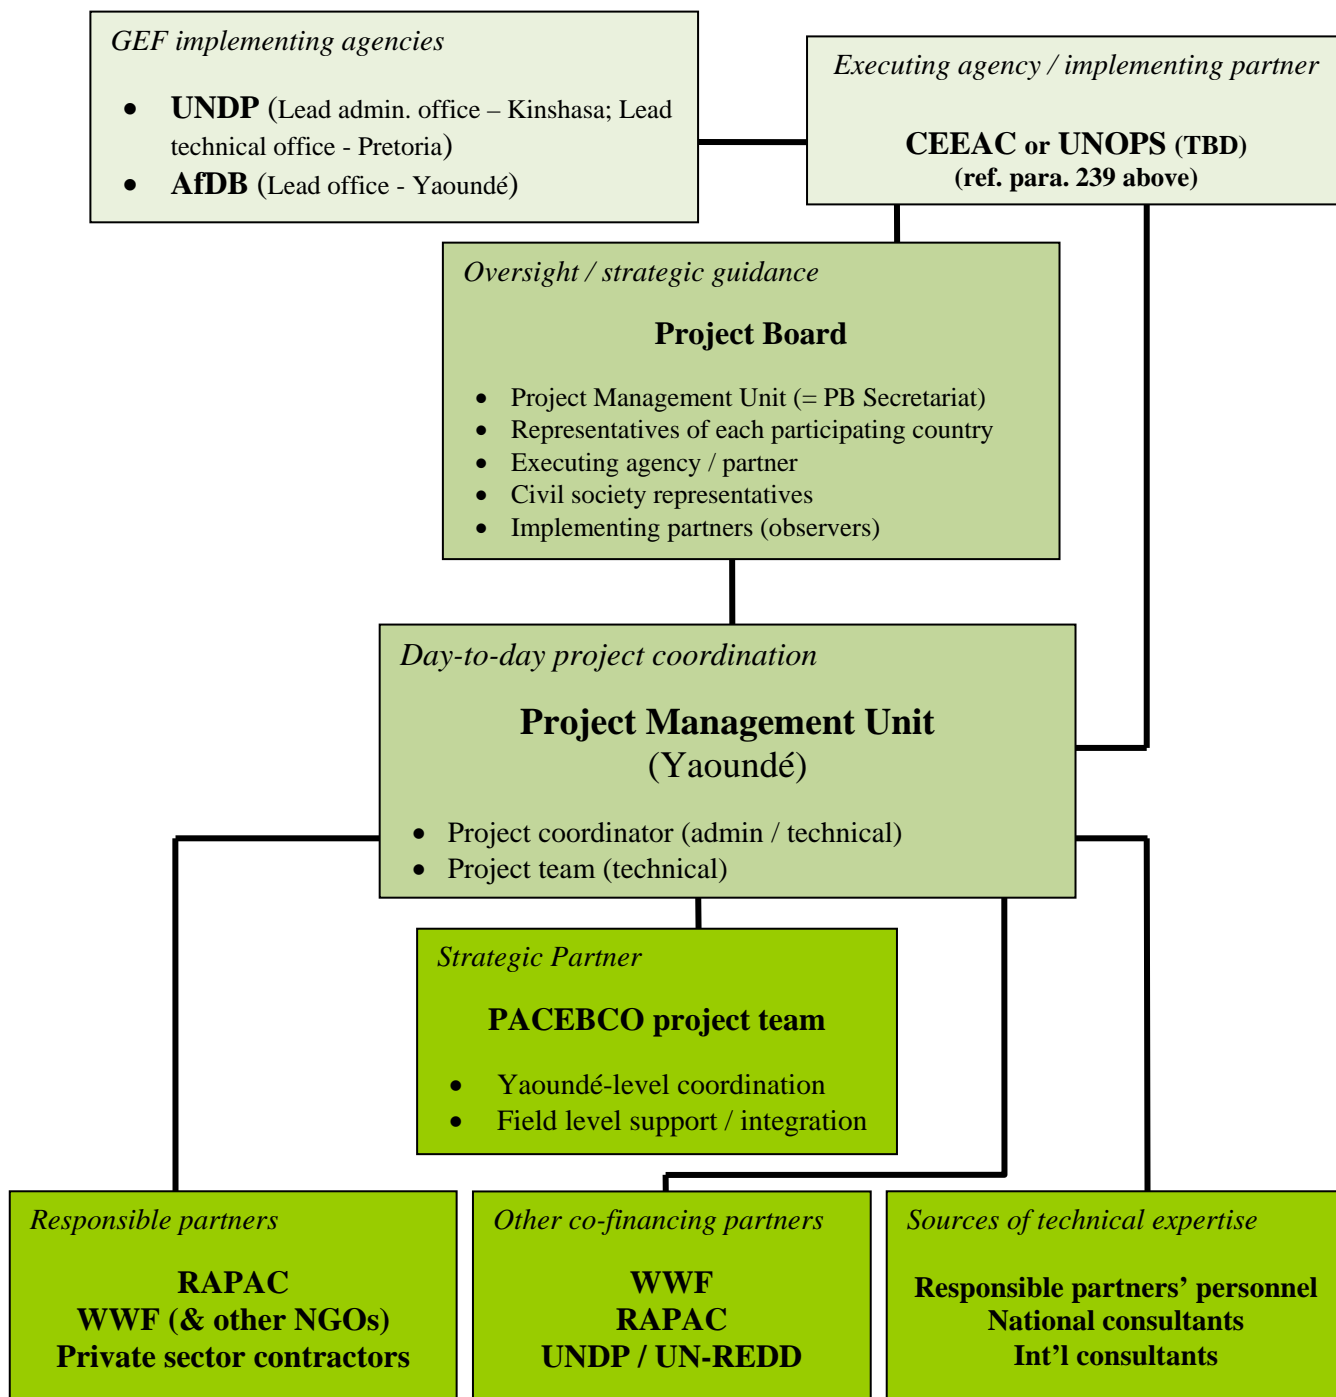 GEF implementing agencies
• UNDP (Lead admin. office – Kinshasa; Lead
technical office - Pretoria)
• AfDB (Lead office - Yaoundé)
Executing agency / implementing partner
CEEAC or UNOPS (TBD)
(ref. para. 239 above)
Oversight / strategic guidance
Project Board
• Project Management Unit (= PB Secretariat)
• Representatives of each participating country
• Executing agency / partner
• Civil society representatives
• Implementing partners (observers)
Day-to-day project coordination
Project Management Unit
(Yaoundé)
• Project coordinator (admin / technical)
• Project team (technical)
Strategic Partner
PACEBCO project team
• Yaoundé-level coordination
• Field level support / integration
Responsible partners
RAPAC
WWF (& other NGOs)
Private sector contractors
Other co-financing partners
WWF
RAPAC
UNDP / UN-REDD
Sources of technical expertise
Responsible partners’ personnel
National consultants
Int’l consultants